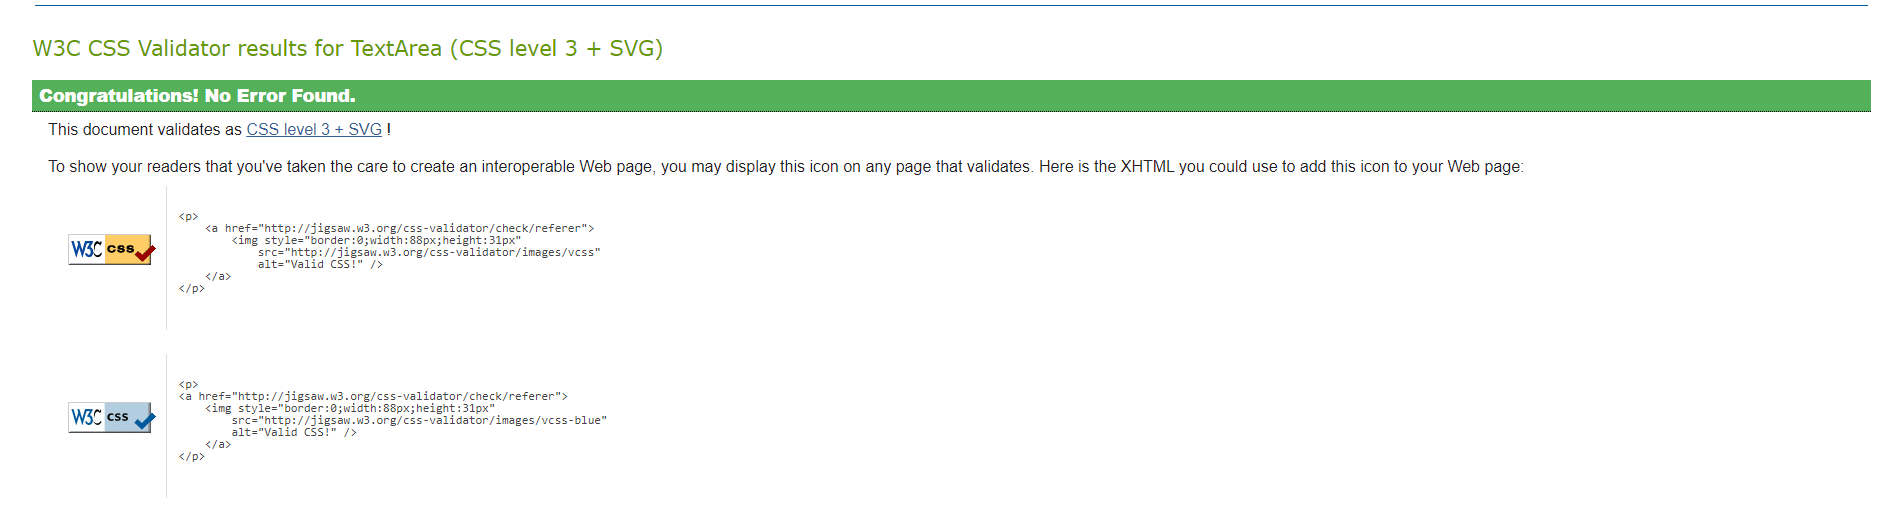 W3C CSS Validator results for TextArea (CSS level 3 + SVG)
Congratulations! No Error Found.
This document validates as CSS level 3 + SVG !
To show your readers that you've taken the care to create an interoperable Web page, you may display this icon on any page that validates. Here is the XHTML you could use to add this icon to your Web page:
W3C css
<p>
    <a href="http://jigsaw.w3.org/css-validator/check/referer">
        <img style="border:0;width:88px;height:31px"
            src="http://jigsaw.w3.org/css-validator/images/vcss"
            alt="Valid CSS!" />
    </a>
</p>
W3C css
<p>
<a href="http://jigsaw.w3.org/css-validator/check/referer">
    <img style="border:0;width:88px;height:31px"
        src="http://jigsaw.w3.org/css-validator/images/vcss-blue"
        alt="Valid CSS!" />
    </a>
</p>